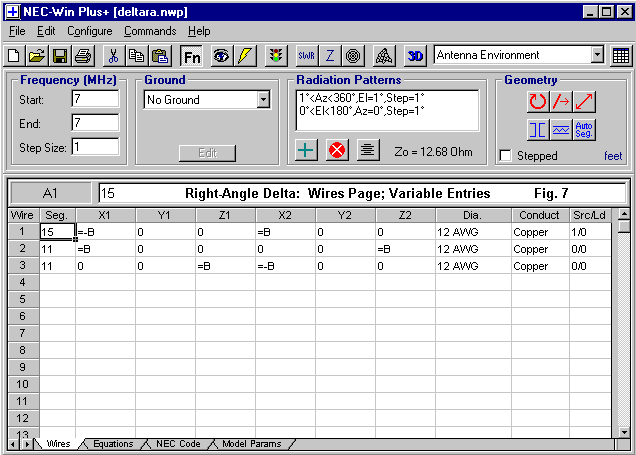 NEC-Win Plus+ [deltara.nwp]
File Edit Configure Commands Help
Fn SWR Z 3D Antenna Environment
Frequency (MHz) Ground Radiation Patterns Geometry
Start: 7 No Ground 1°<Az<360°,El=1°,Step=1°
0°<El<180°,Az=0°,Step=1°
End: 7
Step Size: 1 Edit Zo = 12.68 Ohm Auto Seg.
Stepped feet
A1 15 Right-Angle Delta: Wires Page; Variable Entries Fig. 7
Wire Seg. X1 Y1 Z1 X2 Y2 Z2 Dia. Conduct Src/Ld
1 15 =-B 0 0 =B 0 0 12 AWG Copper 1/0
2 11 =B 0 0 0 0 =B 12 AWG Copper 0/0
3 11 0 0 =B =-B 0 0 12 AWG Copper 0/0
4
5
6
7
8
9
10
11
12
13
Wires Equations NEC Code Model Params